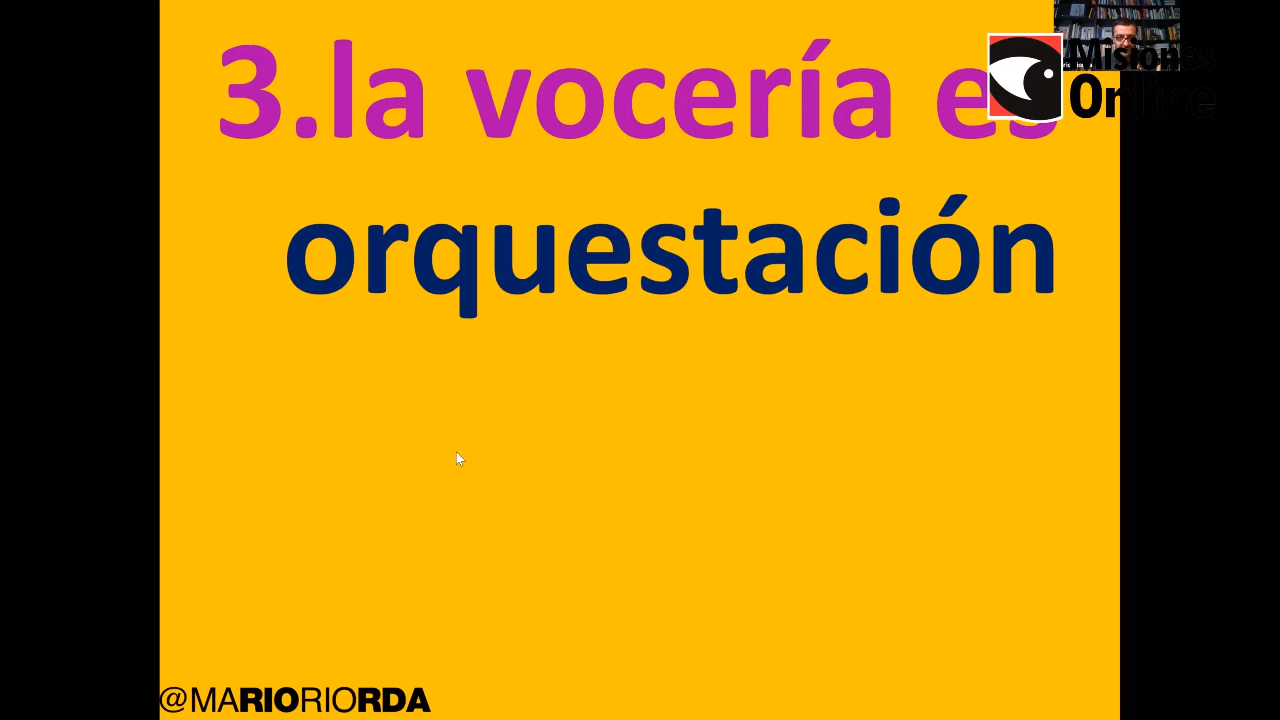 3.la vocería es
Misiones
Online
orquestación
@MARIORIORDA